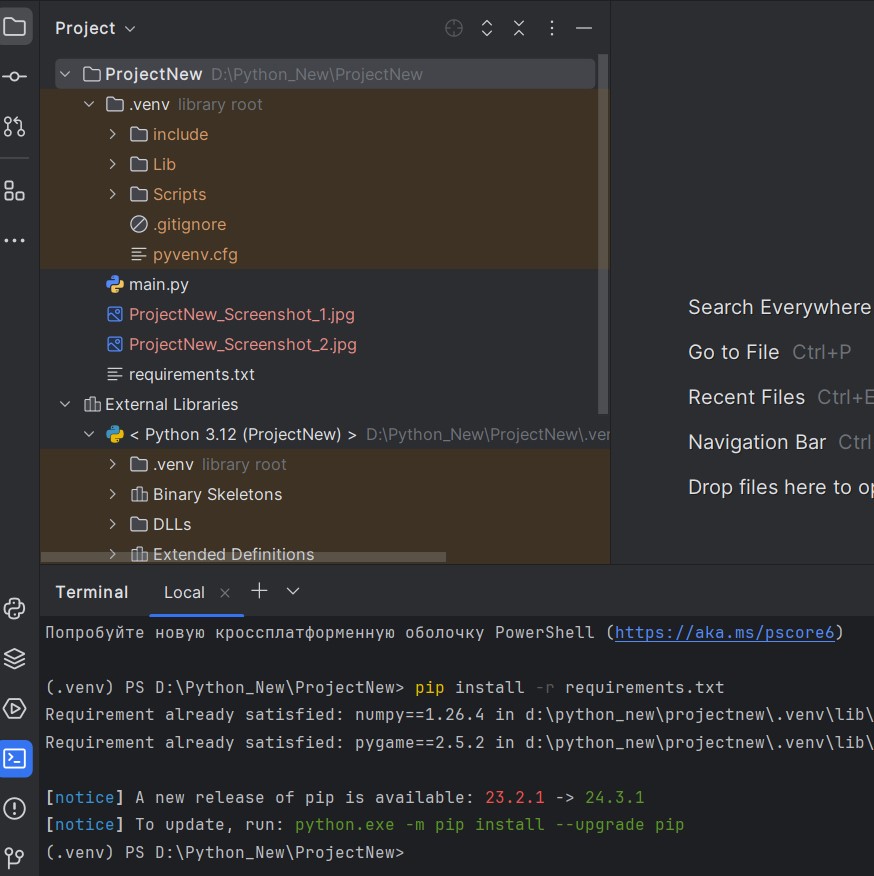 Project
ProjectNew D:\Python_New\ProjectNew
.venv library root
include
Lib
Scripts
.gitignore
pyvenv.cfg
main.py
ProjectNew_Screenshot_1.jpg
ProjectNew_Screenshot_2.jpg
requirements.txt
External Libraries
< Python 3.12 (ProjectNew) > D:\Python_New\ProjectNew\.ver
.venv library root
Binary Skeletons
DLLs
Extended Definitions
Search Everywhere
Go to File Ctrl+P
Recent Files Ctrl+E
Navigation Bar Ctrl
Drop files here to op
Terminal Local
Попробуйте новую кроссплатформенную оболочку PowerShell (https://aka.ms/pscore6)
(.venv) PS D:\Python_New\ProjectNew> pip install -r requirements.txt
Requirement already satisfied: numpy==1.26.4 in d:\python_new\projectnew\.venv\lib\
Requirement already satisfied: pygame==2.5.2 in d:\python_new\projectnew\.venv\lib\
[notice] A new release of pip is available: 23.2.1 -> 24.3.1
[notice] To update, run: python.exe -m pip install --upgrade pip
(.venv) PS D:\Python_New\ProjectNew>